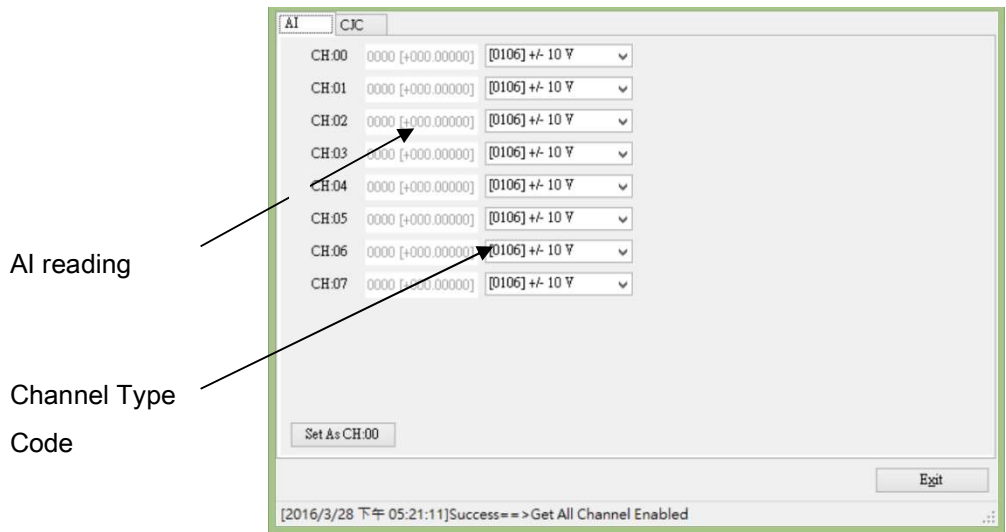 AI CJC
CH:00 0000 [+000.00000] [0106] +/- 10 V
CH:01 0000 [+000.00000] [0106] +/- 10 V
CH:02 0000 [+000.00000] [0106] +/- 10 V
CH:03 0000 [+000.00000] [0106] +/- 10 V
CH:04 0000 [+000.00000] [0106] +/- 10 V
CH:05 0000 [+000.00000] [0106] +/- 10 V
CH:06 0000 [+000.00000] [0106] +/- 10 V
CH:07 0000 [+000.00000] [0106] +/- 10 V
AI reading
Channel Type
Code
Set As CH:00
Exit
[2016/3/28 下午 05:21:11]Success==>Get All Channel Enabled